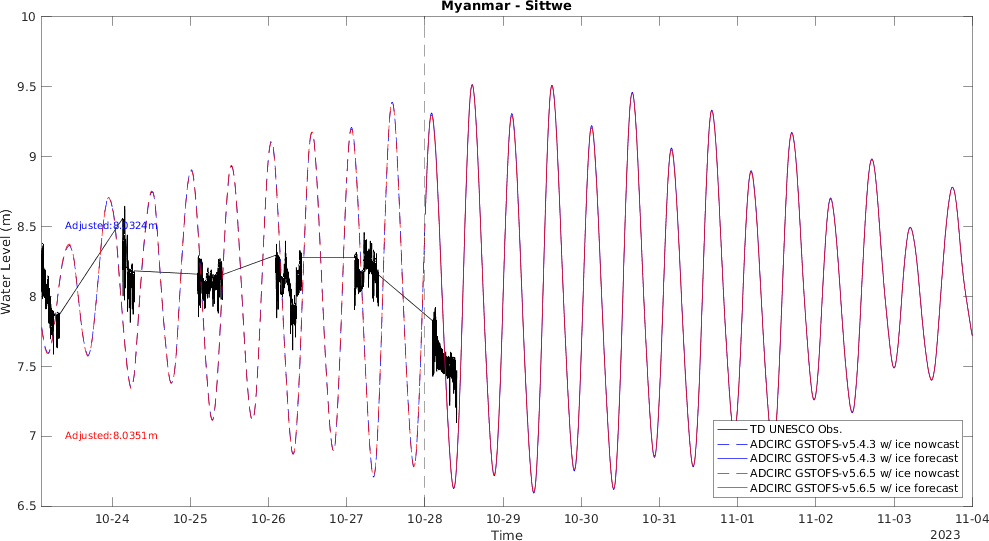 Myanmar - Sittwe
10
9.5
9
8.5
8
7.5
7
6.5
Water Level (m)
Adjusted:8.0324m
Adjusted:8.0351m
TD UNESCO Obs.
ADCIRC GSTOFS-v5.4.3 w/ ice nowcast
ADCIRC GSTOFS-v5.4.3 w/ ice forecast
ADCIRC GSTOFS-v5.6.5 w/ ice nowcast
ADCIRC GSTOFS-v5.6.5 w/ ice forecast
10-24 10-25 10-26 10-27 10-28 10-29 10-30 10-31 11-01 11-02 11-03 11-04
Time
2023